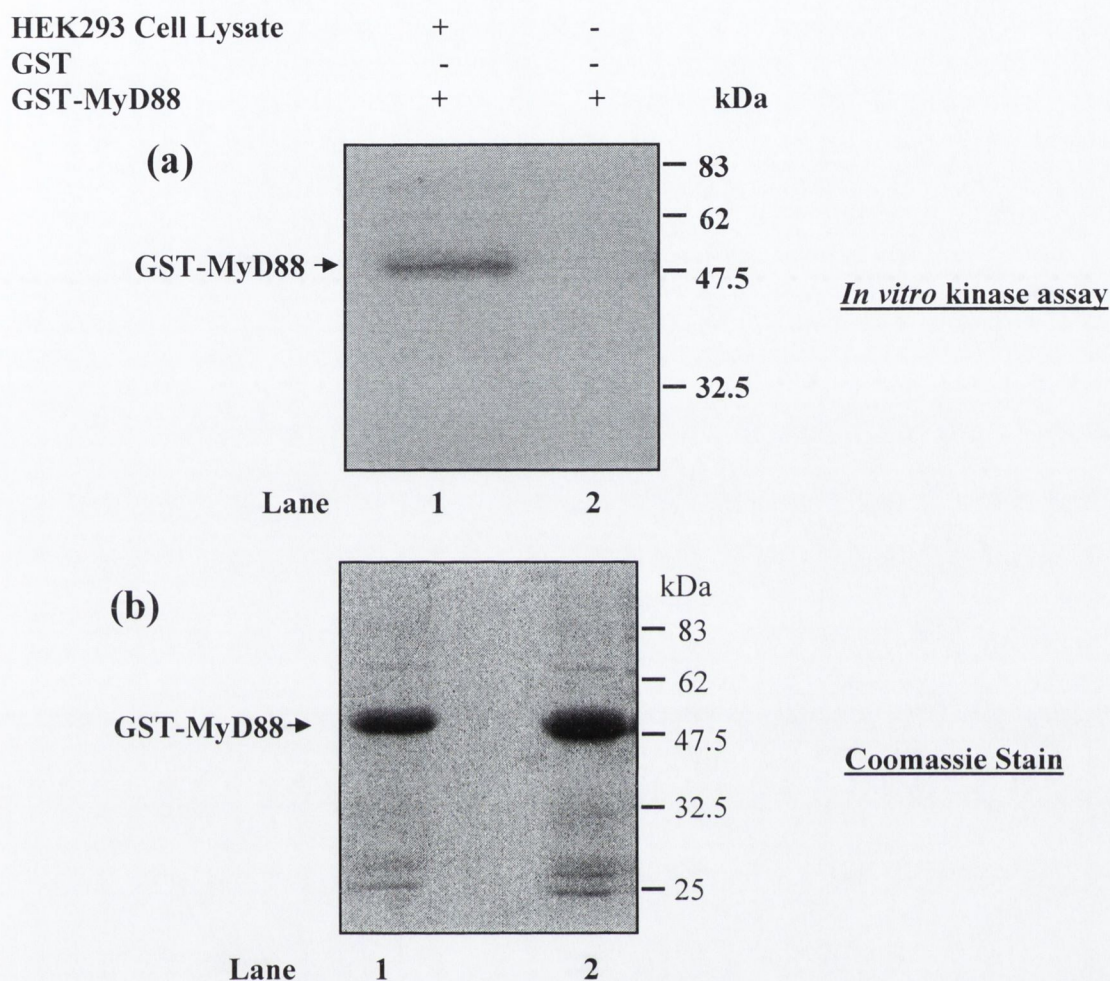 HEK293 Cell Lysate + -
GST - -
GST-MyD88 + + kDa
(a)
83
62
GST-MyD88
47.5
In vitro kinase assay
32.5
Lane 1 2
(b)
kDa
83
62
GST-MyD88
47.5
Coomassie Stain
32.5
25
Lane 1 2